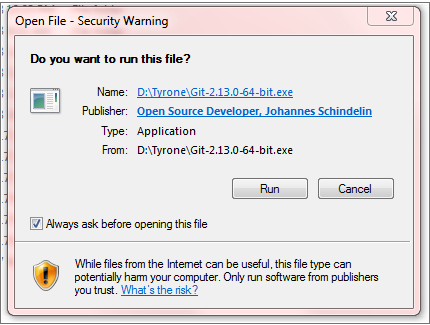 Open File - Security Warning
Do you want to run this file?
Name: D:\Tyrone\Git-2.13.0-64-bit.exe
Publisher: Open Source Developer, Johannes Schindelin
Type: Application
From: D:\Tyrone\Git-2.13.0-64-bit.exe
Run Cancel
Always ask before opening this file
While files from the Internet can be useful, this file type can
potentially harm your computer. Only run software from publishers
you trust. What's the risk?